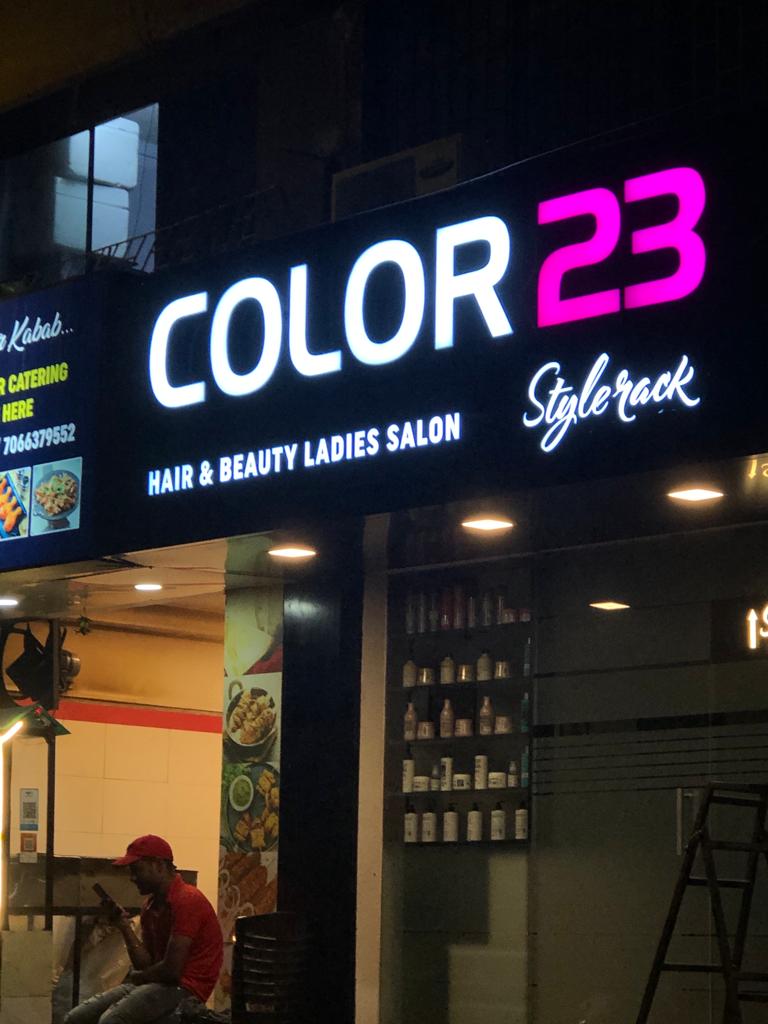 COLOR 23
Stylerack
HAIR & BEAUTY LADIES SALON
Kabab...
CATERING
HERE
7066379552